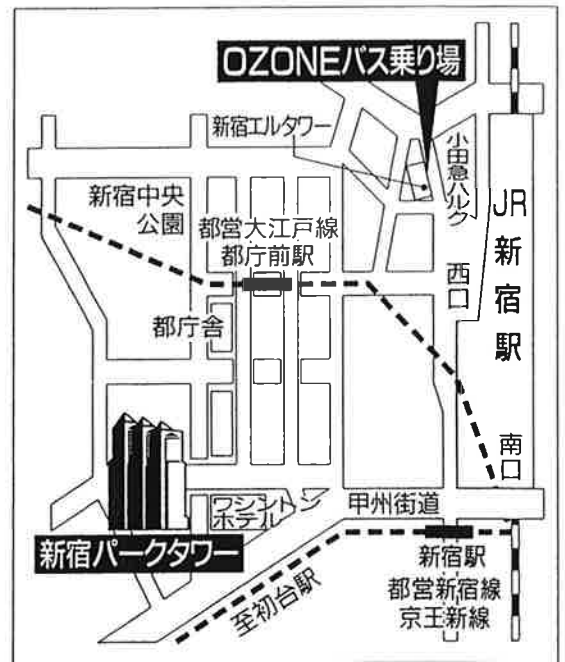 OZONEバス乗り場
新宿エルタワー
小田急ハルク
新宿中央
公園
都営大江戸線
都庁前駅
JR新宿駅
西口
都庁舎
南口
ワシントン
ホテル
甲州街道
新宿パークタワー
新宿駅
都営新宿線
京王新線
至初台駅